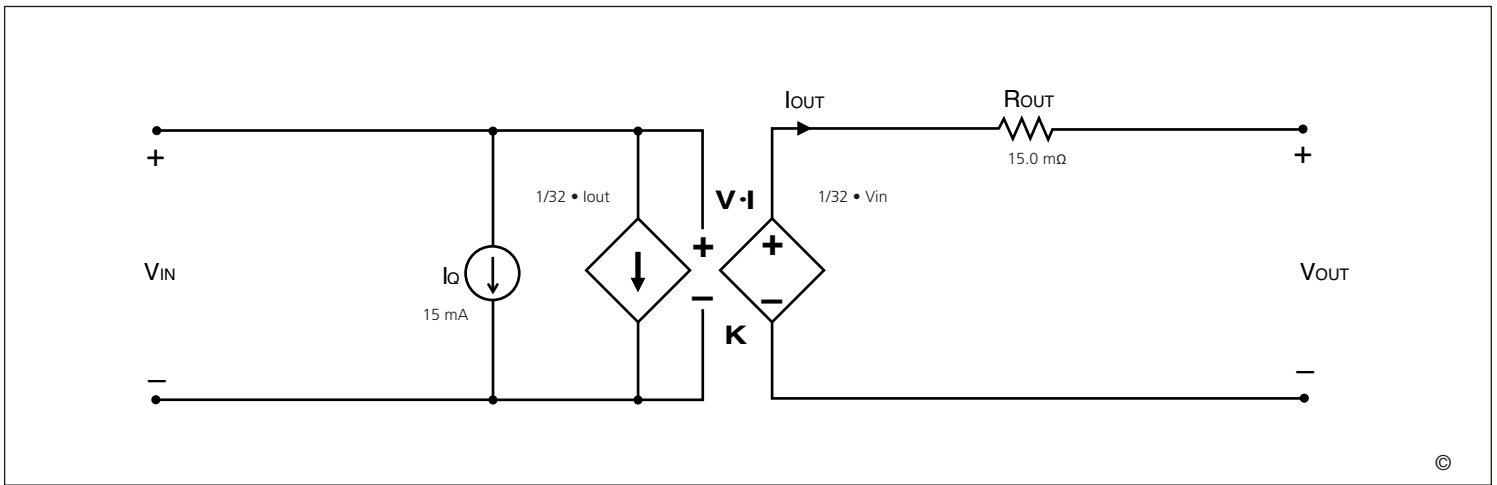 IOUT
ROUT
15.0 mΩ
+
+
1/32 • Iout
V·I
1/32 • Vin
+
+
VIN
IQ
VOUT
–
–
15 mA
K
–
–
©